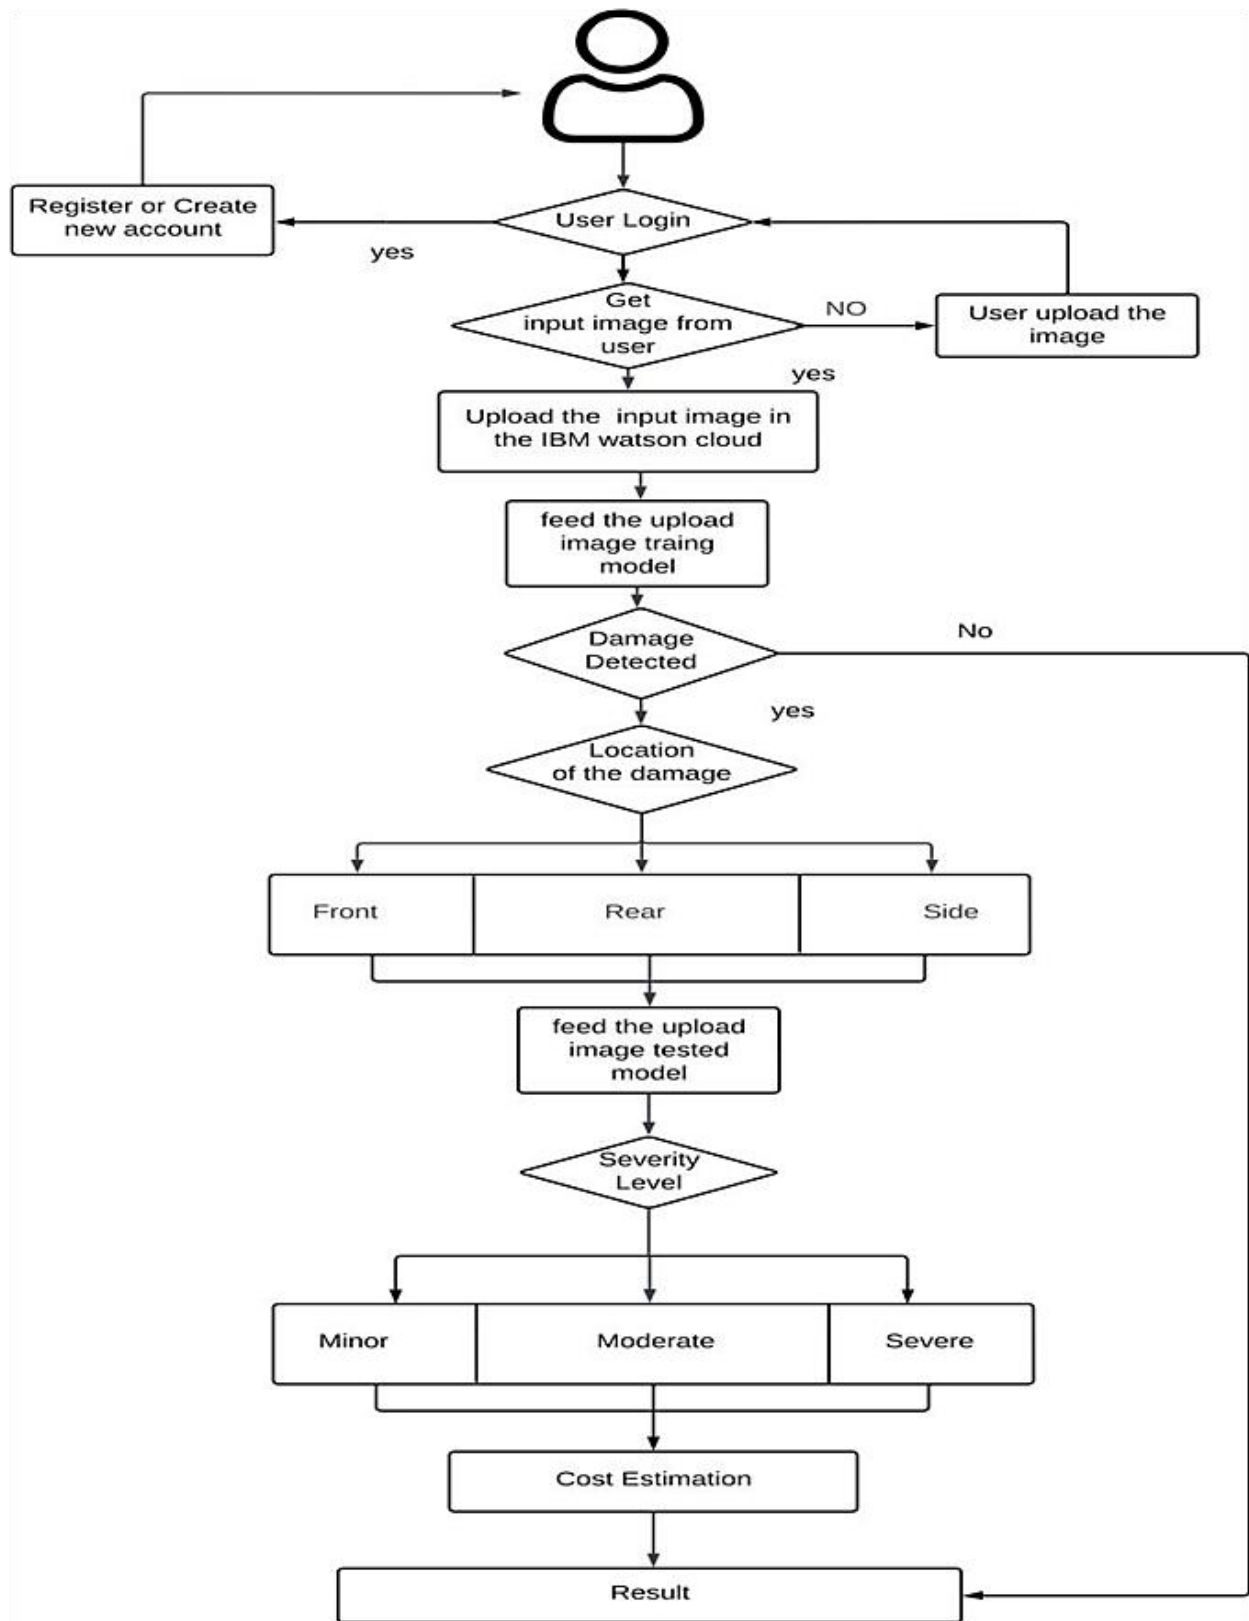 Register or Create
new account
yes
User Login
Get
input image from
user
NO
User upload the
image
yes
Upload the input image in
the IBM watson cloud
feed the upload
image traing
model
Damage
Detected
No
yes
Location
of the damage
Front
Rear
Side
feed the upload
image tested
model
Severity
Level
Minor
Moderate
Severe
Cost Estimation
Result